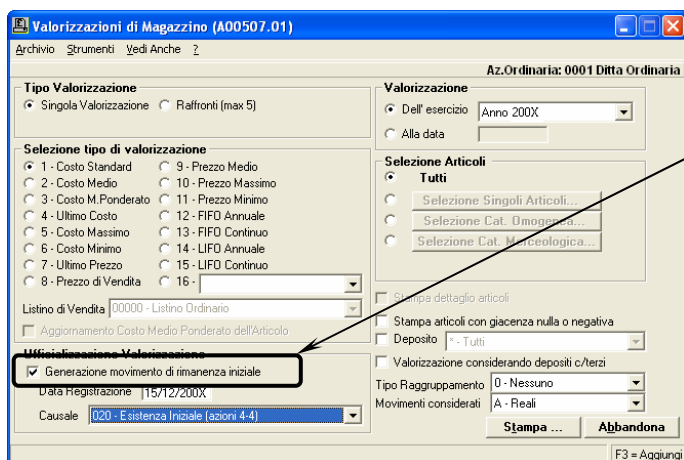 Valorizzazioni di Magazzino (A00507.01)
Archivio Strumenti Vedi Anche ?
Az.Ordinaria: 0001 Ditta Ordinaria
Tipo Valorizzazione
Singola Valorizzazione Raffronti (max 5)
Selezione tipo di valorizzazione
1 - Costo Standard 9 - Prezzo Medio
2 - Costo Medio 10 - Prezzo Massimo
3 - Costo M.Ponderato 11 - Prezzo Minimo
4 - Ultimo Costo 12 - FIFO Annuale
5 - Costo Massimo 13 - FIFO Continuo
6 - Costo Minimo 14 - LIFO Annuale
7 - Ultimo Prezzo 15 - LIFO Continuo
8 - Prezzo di Vendita 16 -
Listino di Vendita 00000 - Listino Ordinario
Aggiornamento Costo Medio Ponderato dell'Articolo
Ufficializzazione Valorizzazione
Generazione movimento di rimanenza iniziale
Data Registrazione 15/12/200X
Causale 020 - Esistenza Iniziale (azioni 4-4)
Valorizzazione
Dell' esercizio Anno 200X
Alla data
Selezione Articoli
Tutti
Selezione Singoli Articoli...
Selezione Cat. Omogenea...
Selezione Cat. Merceologica...
Stampa dettaglio articoli
Stampa articoli con giacenza nulla o negativa
Deposito * - Tutti
Valorizzazione considerando depositi c/terzi
Tipo Raggruppamento 0 - Nessuno
Movimenti considerati A - Reali
Stampa ... Abbandona
F3 = Aggiungi